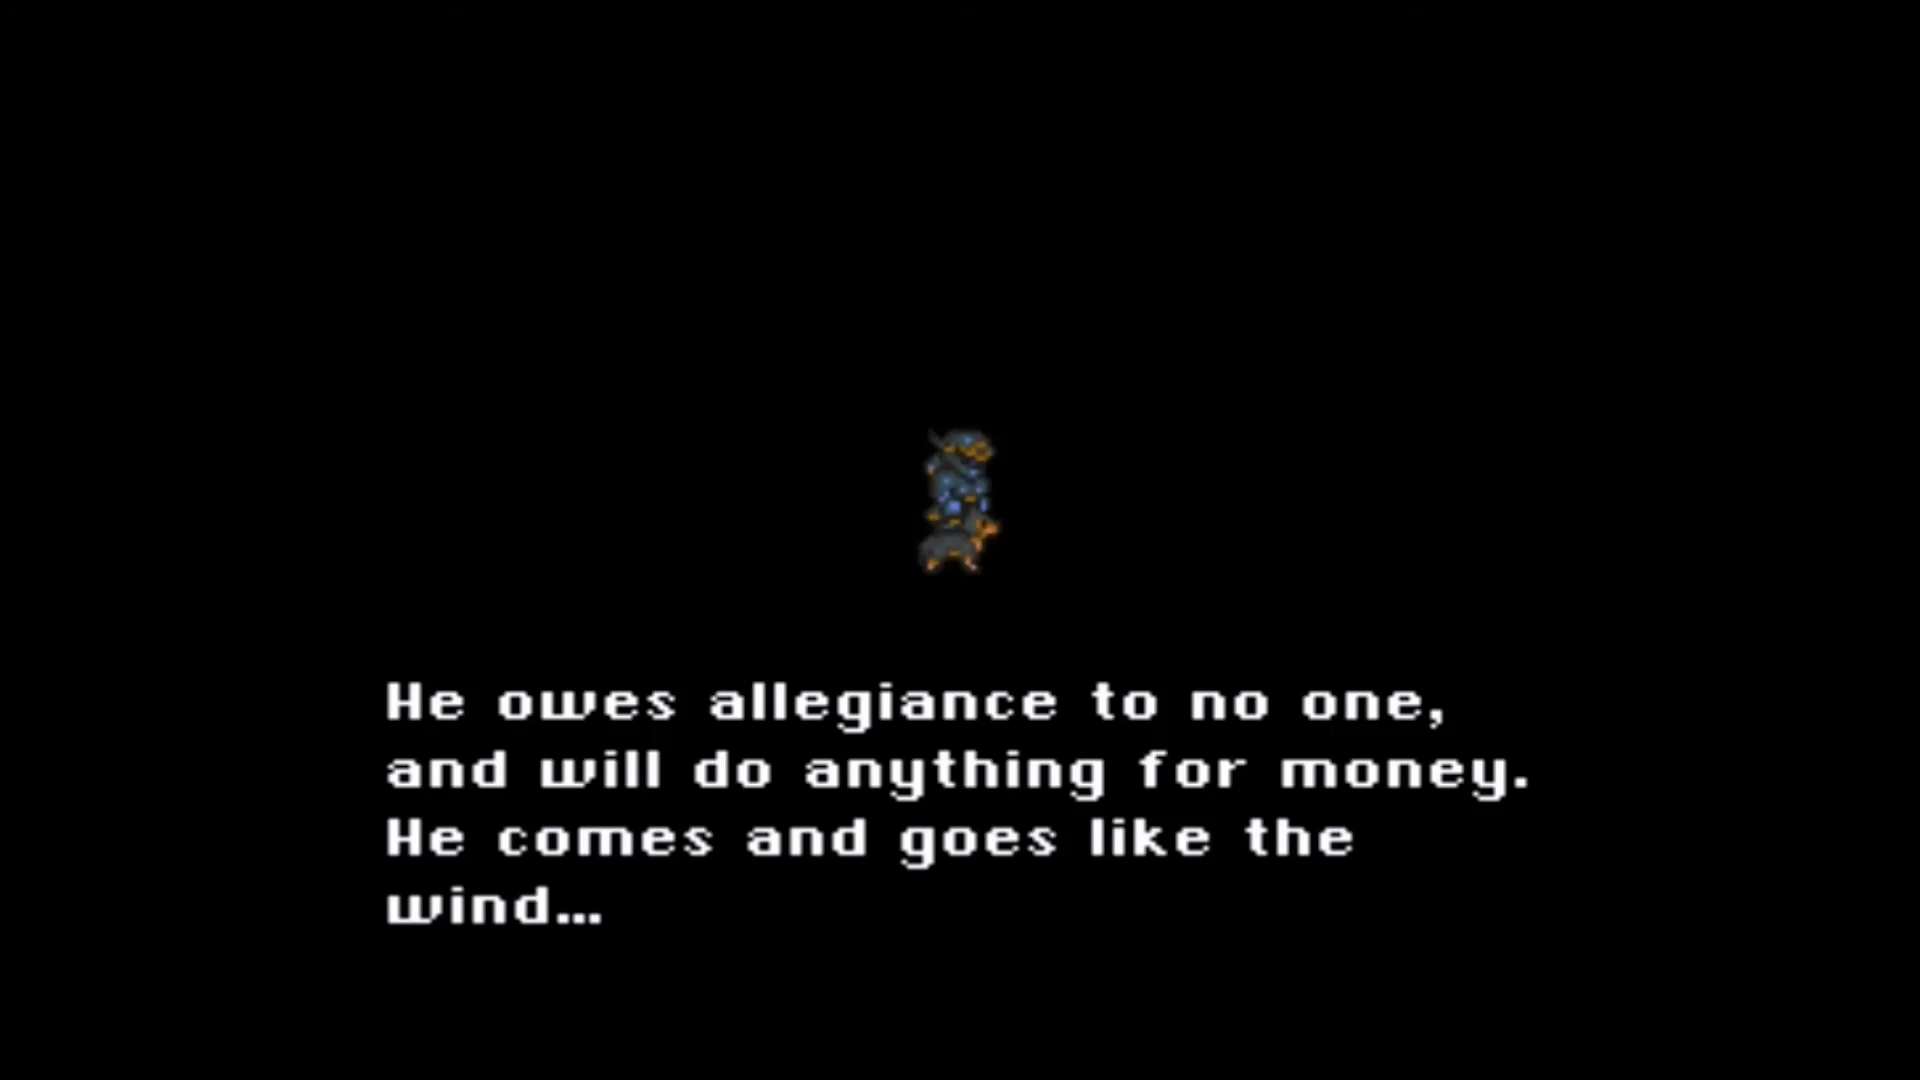 He owes allegiance to no one,
and will do anything for money.
He comes and goes like the
wind...